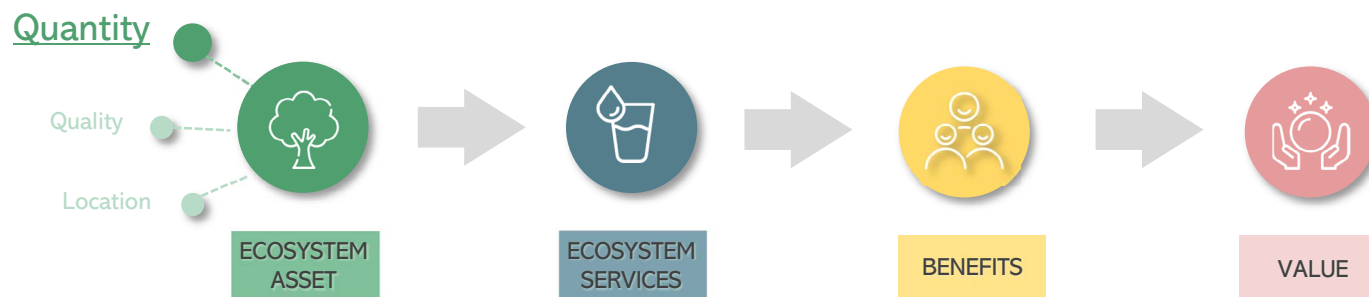 Quantity
Quality
Location
ECOSYSTEM
ASSET
ECOSYSTEM
SERVICES
BENEFITS
VALUE